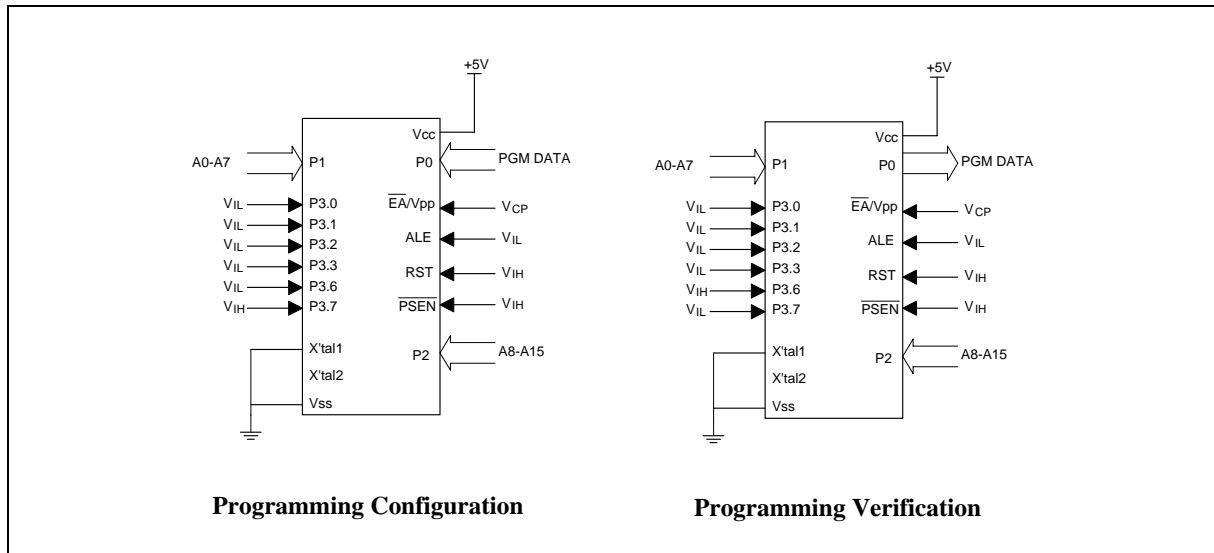 +5V
Vcc
A0-A7
P1
P0
PGM DATA
VIL
P3.0
EA/Vpp
VCP
VIL
P3.1
VIL
P3.2
ALE
VIL
VIL
P3.3
RST
VIH
VIL
P3.6
VIH
P3.7
PSEN
VIH
X'tal1
P2
A8-A15
X'tal2
Vss
Programming Configuration
+5V
Vcc
A0-A7
P1
P0
PGM DATA
VIL
P3.0
EA/Vpp
VCP
VIL
P3.1
VIL
P3.2
ALE
VIL
VIL
P3.3
RST
VIH
VIH
P3.6
VIL
P3.7
PSEN
VIH
X'tal1
P2
A8-A15
X'tal2
Vss
Programming Verification